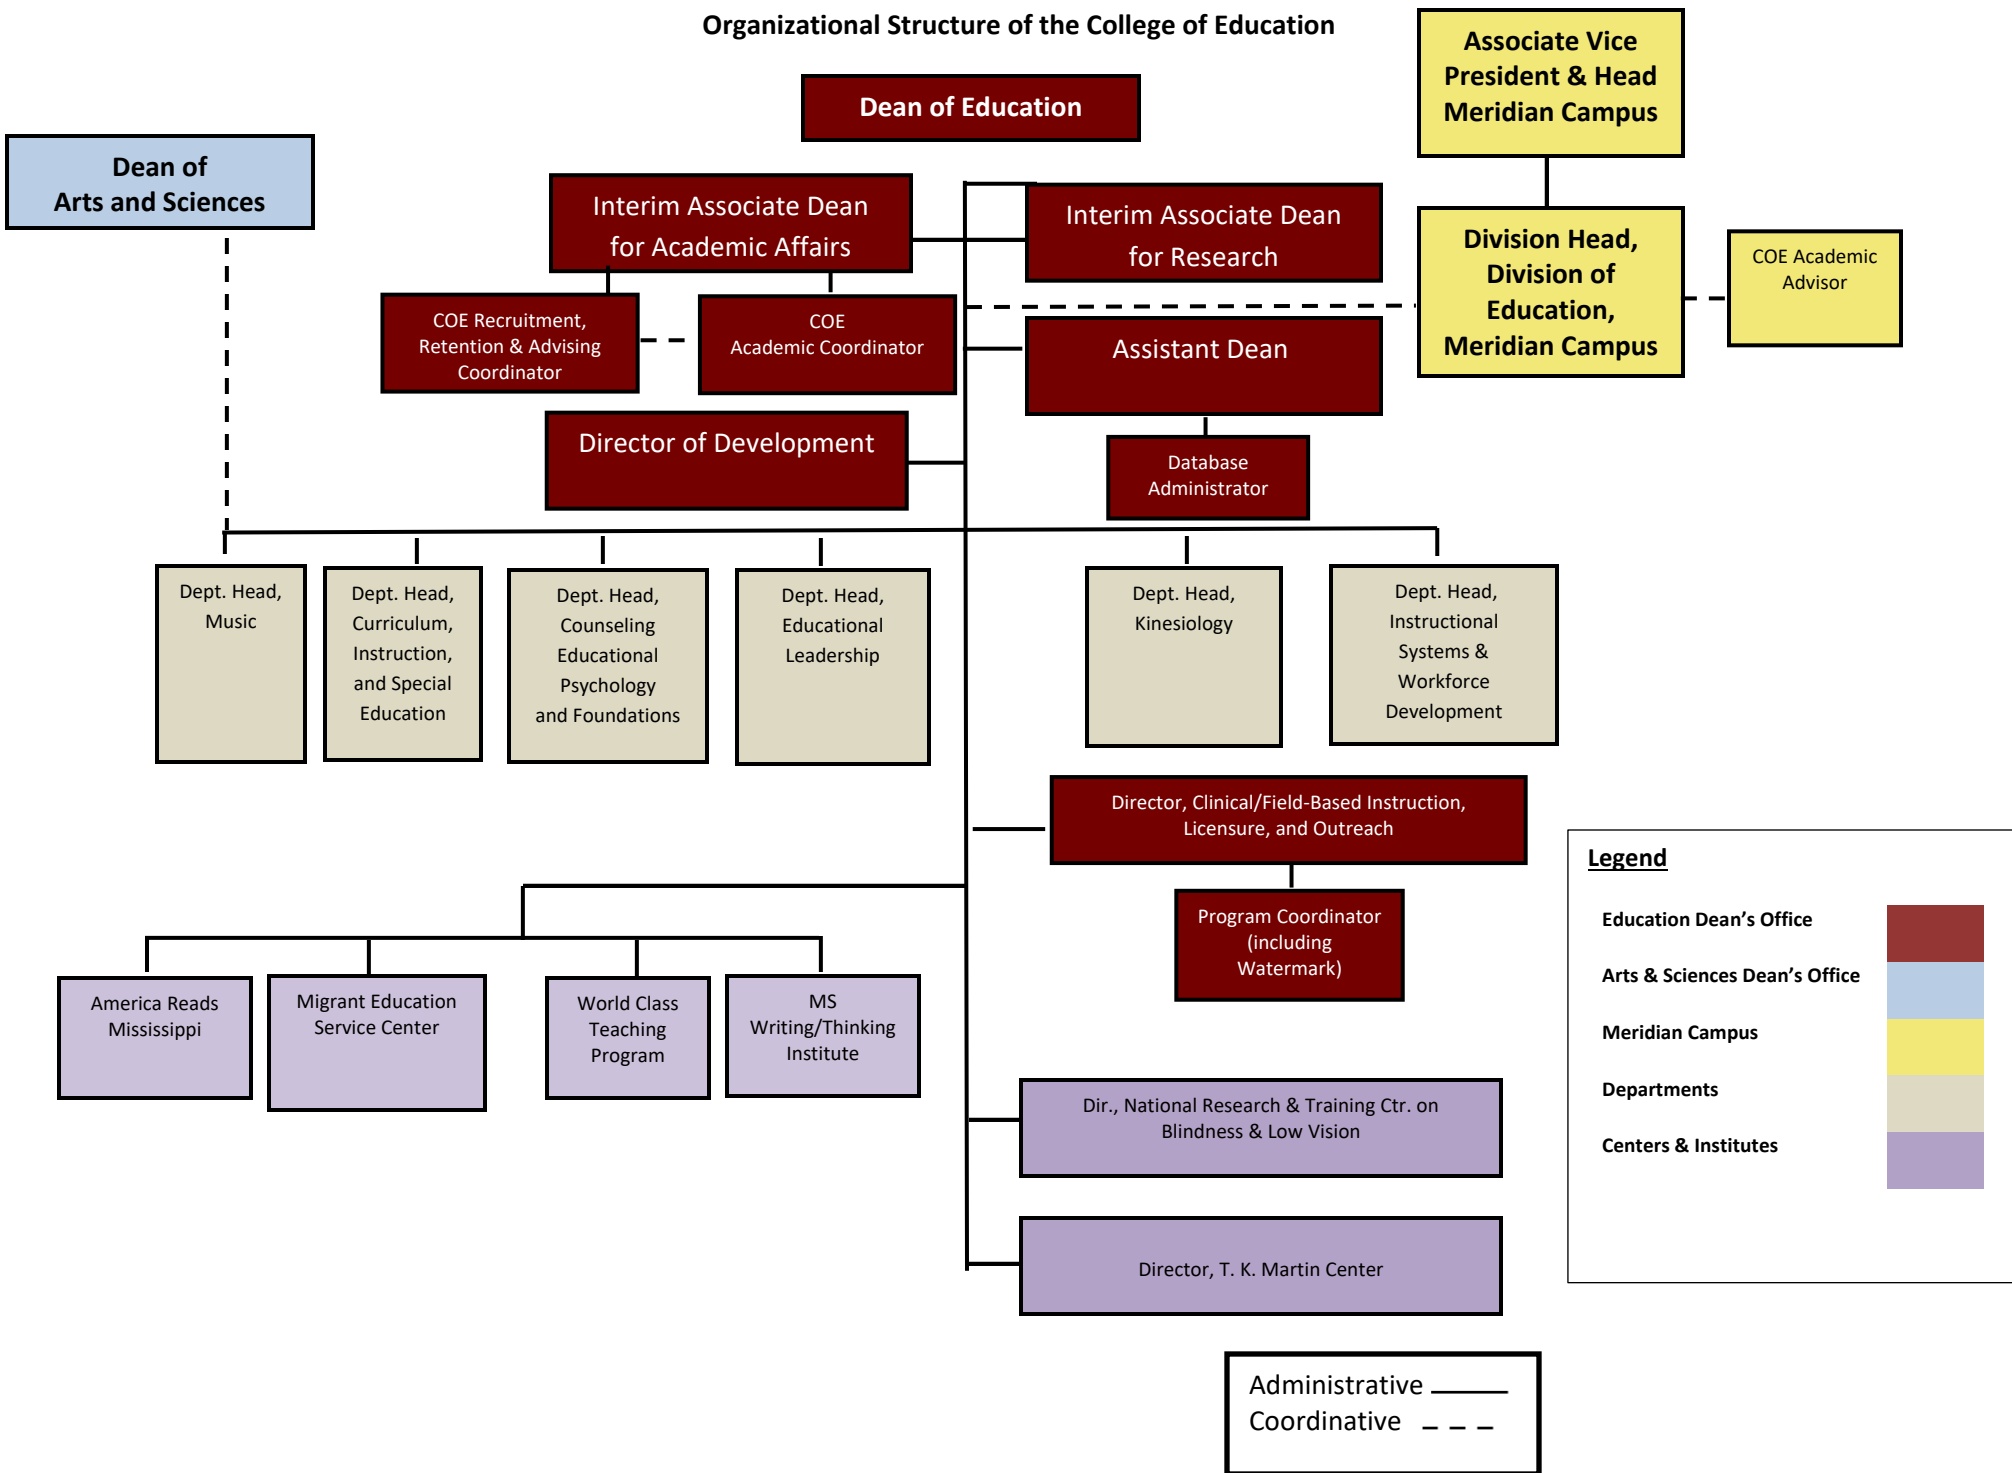 Organizational Structure of the College of Education
Associate Vice
President & Head
Meridian Campus
Dean of Education
Dean of
Arts and Sciences
Interim Associate Dean
for Academic Affairs
Interim Associate Dean
for Research
Division Head,
Division of
Education,
Meridian Campus
COE Academic
Advisor
COE Recruitment,
Retention & Advising
Coordinator
COE
Academic Coordinator
Assistant Dean
Director of Development
Database
Administrator
Dept. Head,
Music
Dept. Head,
Curriculum,
Instruction,
and Special
Education
Dept. Head,
Counseling
Educational
Psychology
and Foundations
Dept. Head,
Educational
Leadership
Dept. Head,
Kinesiology
Dept. Head,
Instructional
Systems &
Workforce
Development
Director, Clinical/Field-Based Instruction,
Licensure, and Outreach
Program Coordinator
(including
Watermark)
America Reads
Mississippi
Migrant Education
Service Center
World Class
Teaching
Program
MS
Writing/Thinking
Institute
Dir., National Research & Training Ctr. on
Blindness & Low Vision
Director, T. K. Martin Center
Legend
Education Dean’s Office
Arts & Sciences Dean’s Office
Meridian Campus
Departments
Centers & Institutes
Administrative
Coordinative